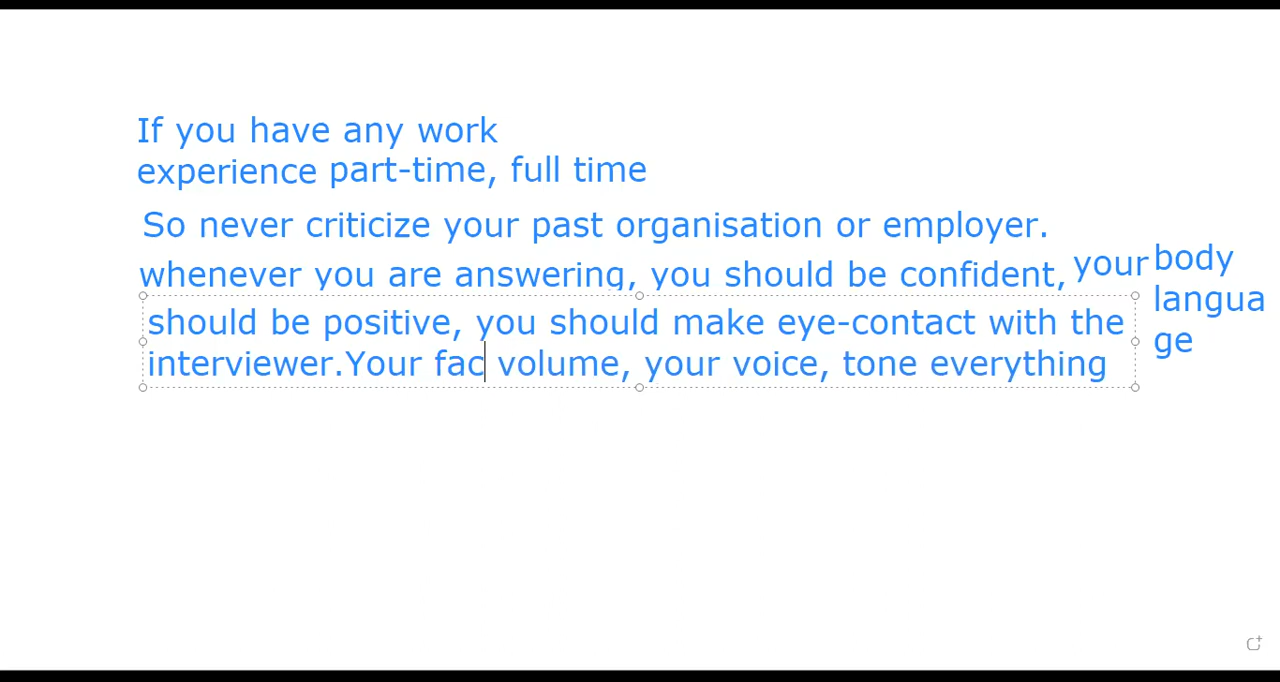 If you have any work
experience part-time, full time
So never criticize your past organisation or employer.
whenever you are answering, you should be confident, your body
langua
ge
should be positive, you should make eye-contact with the
interviewer.Your fac volume, your voice, tone everything